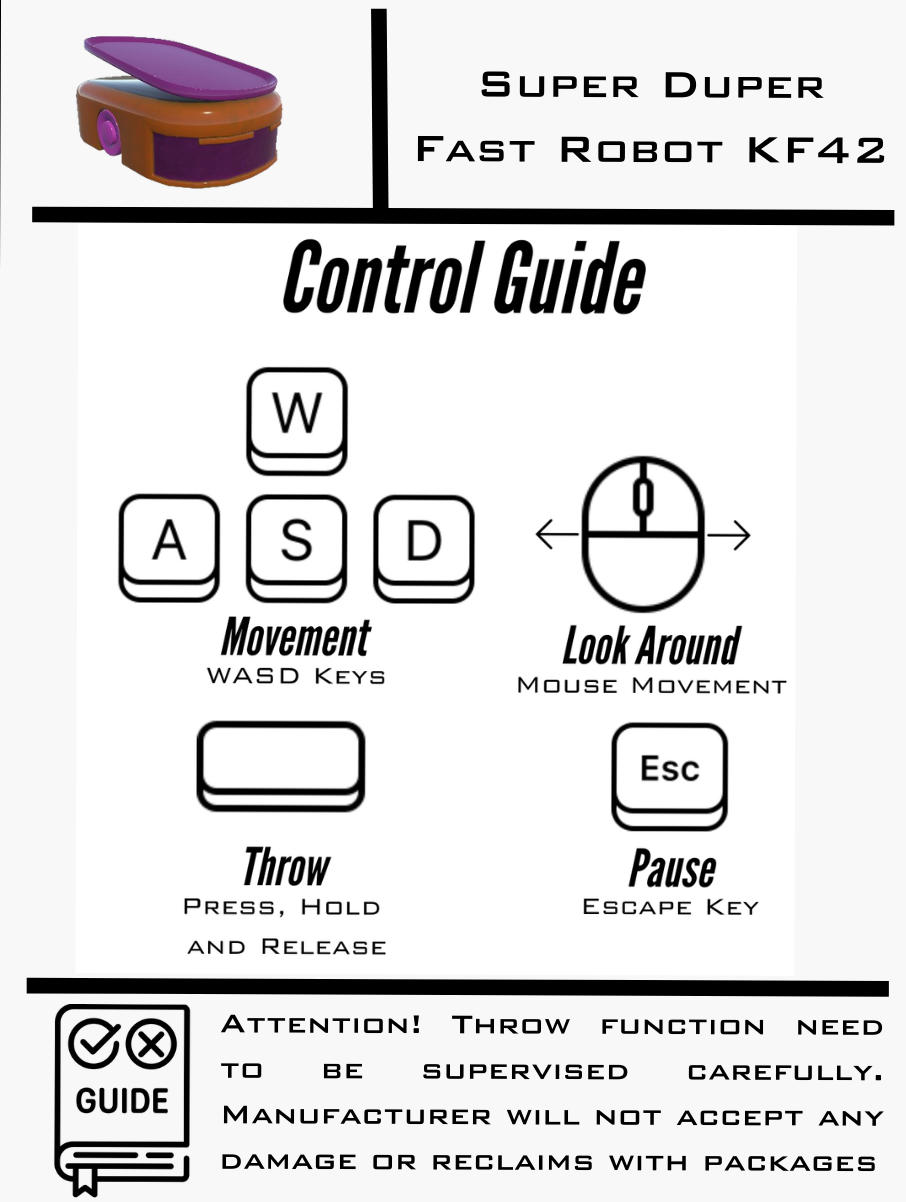 Super Duper
Fast Robot KF42
Control Guide
W
A S D
Movement
WASD Keys
Look Around
Mouse Movement
Esc
Throw
Press, Hold
and Release
Pause
Escape Key
GUIDE
Attention! Throw function need
to be supervised carefully.
Manufacturer will not accept any
damage or reclaims with packages